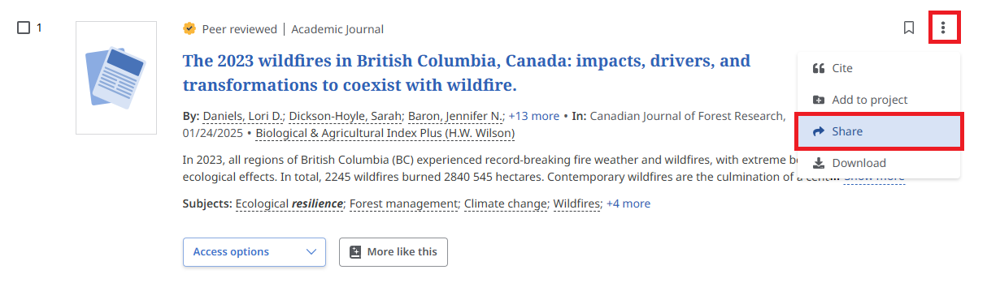 1
Peer reviewed | Academic Journal
The 2023 wildfires in British Columbia, Canada: impacts, drivers, and
transformations to coexist with wildfire.
By: Daniels, Lori D.; Dickson-Hoyle, Sarah; Baron, Jennifer N.; +13 more • In: Canadian Journal of Forest Research,
01/24/2025 • Biological & Agricultural Index Plus (H.W. Wilson)
In 2023, all regions of British Columbia (BC) experienced record-breaking fire weather and wildfires, with extreme
ecological effects. In total, 2245 wildfires burned 2840 545 hectares. Contemporary wildfires are the culmination of a
Subjects: Ecological resilience; Forest management; Climate change; Wildfires; +4 more
Access options
More like this
Cite
Add to project
Share
Download